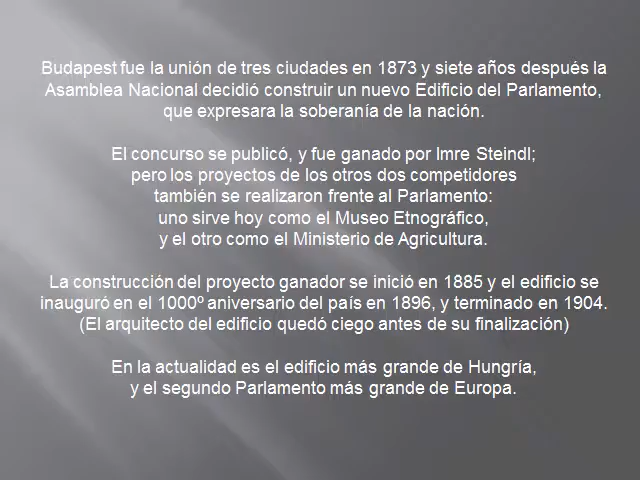 Budapest fue la unión de tres ciudades en 1873 y siete años después la
Asamblea Nacional decidió construir un nuevo Edificio del Parlamento,
que expresara la soberanía de la nación.
El concurso se publicó, y fue ganado por Imre Steindl;
pero los proyectos de los otros dos competidores
también se realizaron frente al Parlamento:
uno sirve hoy como el Museo Etnográfico,
y el otro como el Ministerio de Agricultura.
La construcción del proyecto ganador se inició en 1885 y el edificio se
inauguró en el 1000º aniversario del país en 1896, y terminado en 1904.
(El arquitecto del edificio quedó ciego antes de su finalización)
En la actualidad es el edificio más grande de Hungría,
y el segundo Parlamento más grande de Europa.